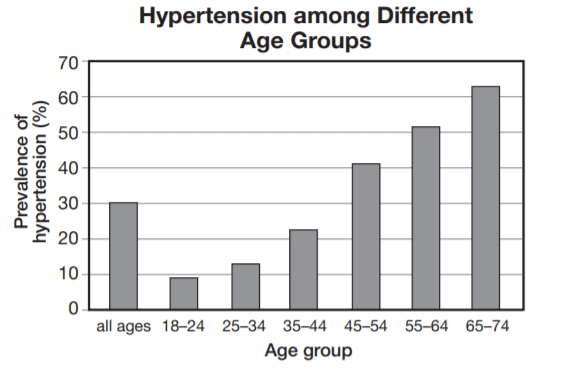 Hypertension among Different
Age Groups
Prevalence of
hypertension (%)
70
60
50
40
30
20
10
0
all ages 18–24 25–34 35–44 45–54 55–64 65–74
Age group